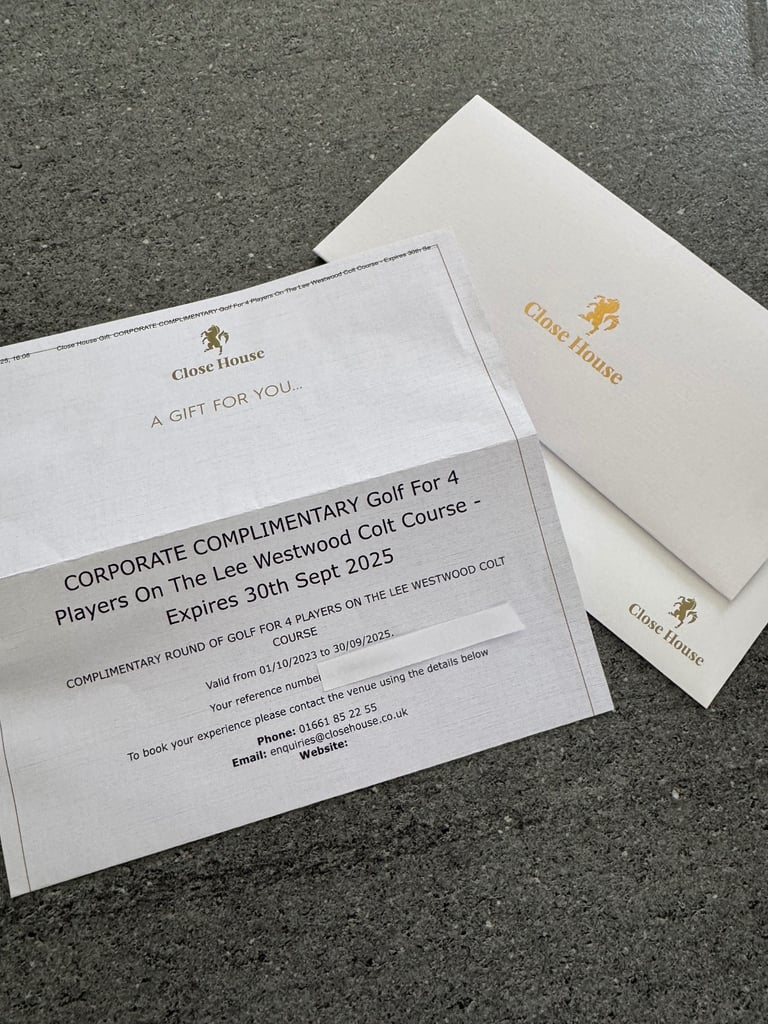 25, 16:08 Close House Gift: CORPORATE COMPLIMENTARY Golf For 4 Players On The Lee Westwood Colt Course - Expires 30th Se...
Close House
A GIFT FOR YOU...
CORPORATE COMPLIMENTARY Golf For 4
Players On The Lee Westwood Colt Course -
Expires 30th Sept 2025
COMPLIMENTARY ROUND OF GOLF FOR 4 PLAYERS ON THE LEE WESTWOOD COLT
COURSE
Valid from 01/10/2023 to 30/09/2025.
Your reference number
To book your experience please contact the venue using the details below
Phone: 01661 85 22 55
Email: enquiries@closehouse.co.uk
Website:
Close House
Close House